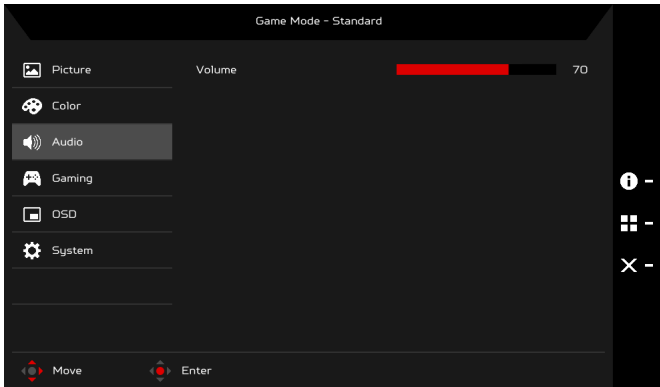 Game Mode - Standard
Picture
Volume 70
Color
Audio
Gaming
OSD
System
Move Enter